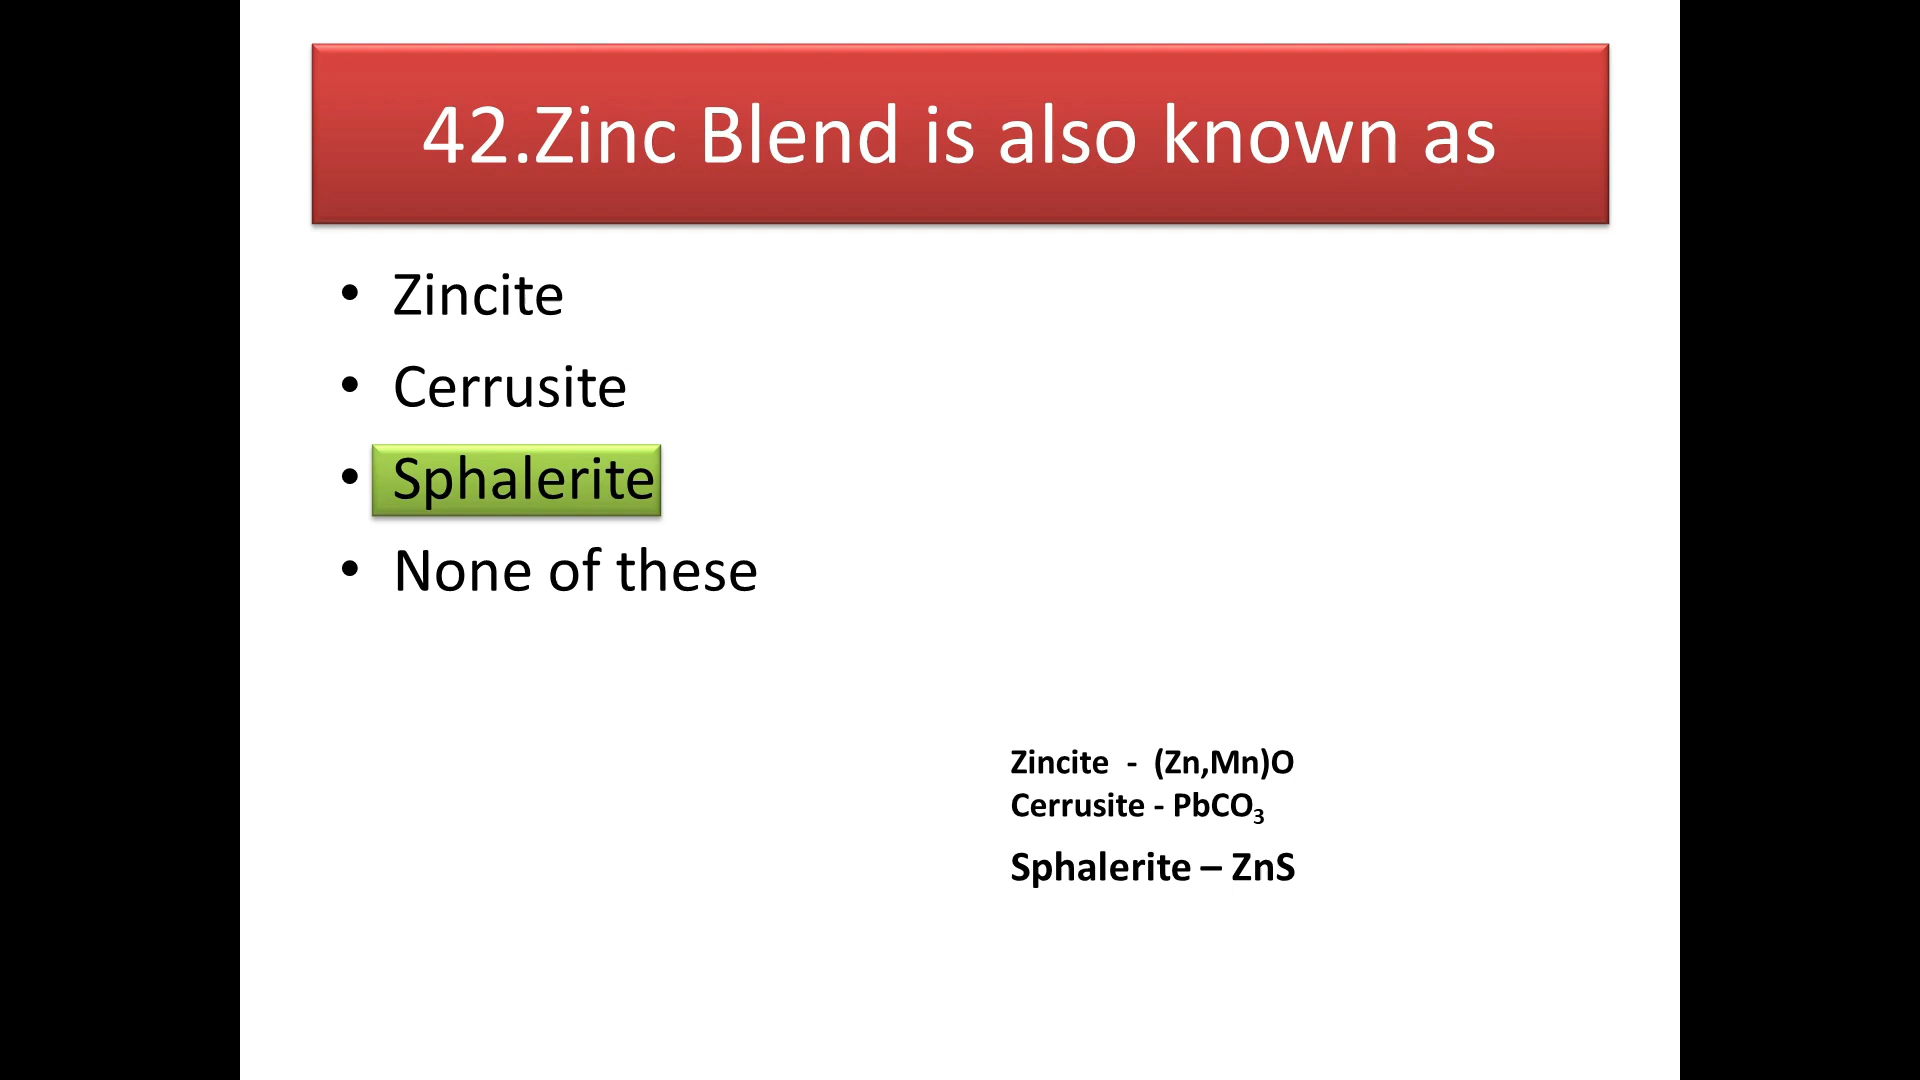 42.Zinc Blend is also known as
• Zincite
• Cerrusite
• Sphalerite
• None of these
Zincite - (Zn,Mn)O
Cerrusite - PbCO₃
Sphalerite – ZnS